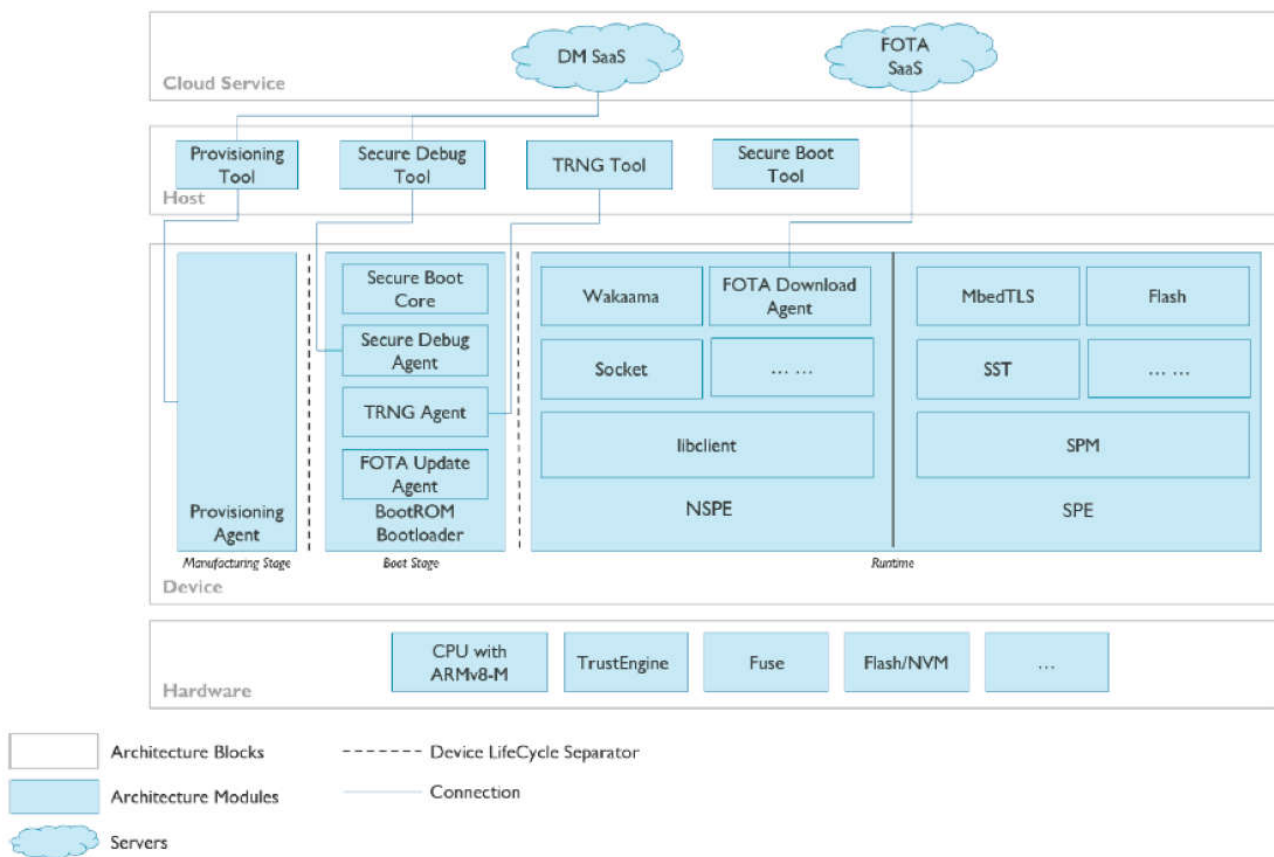 DM SaaS
FOTA
SaaS
Cloud Service
Provisioning
Tool
Secure Debug
Tool
TRNG Tool
Secure Boot
Tool
Host
Secure Boot
Core
Secure Debug
Agent
TRNG Agent
FOTA Update
Agent
Provisioning
Agent
BootROM
Bootloader
Wakaama
FOTA Download
Agent
Socket
... ...
libclient
NSPE
MbedTLS
Flash
SST
... ...
SPM
SPE
Manufacturing Stage
Boot Stage
Runtime
Device
CPU with
ARMv8-M
TrustEngine
Fuse
Flash/NVM
...
Hardware
Architecture Blocks
Device LifeCycle Separator
Architecture Modules
Connection
Servers